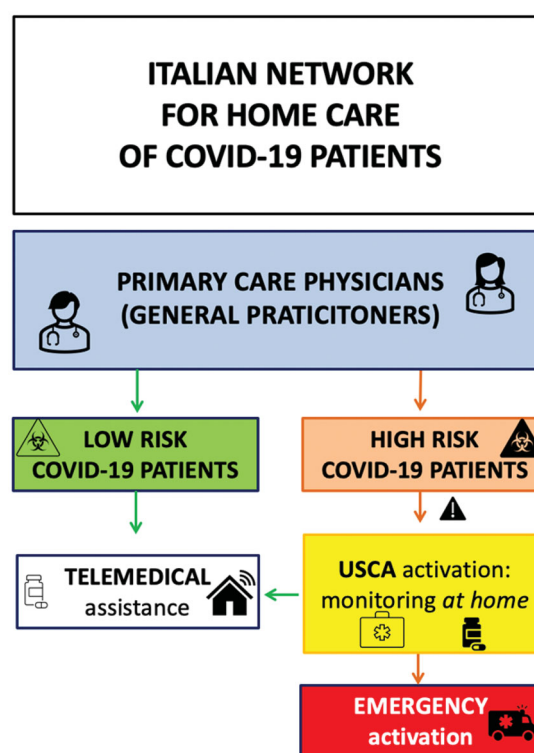 ITALIAN NETWORK
FOR HOME CARE
OF COVID-19 PATIENTS
PRIMARY CARE PHYSICIANS
(GENERAL PRATICITONERS)
LOW RISK
COVID-19 PATIENTS
HIGH RISK
COVID-19 PATIENTS
TELEMEDICAL
assistance
USCA activation:
monitoring at home
EMERGENCY
activation